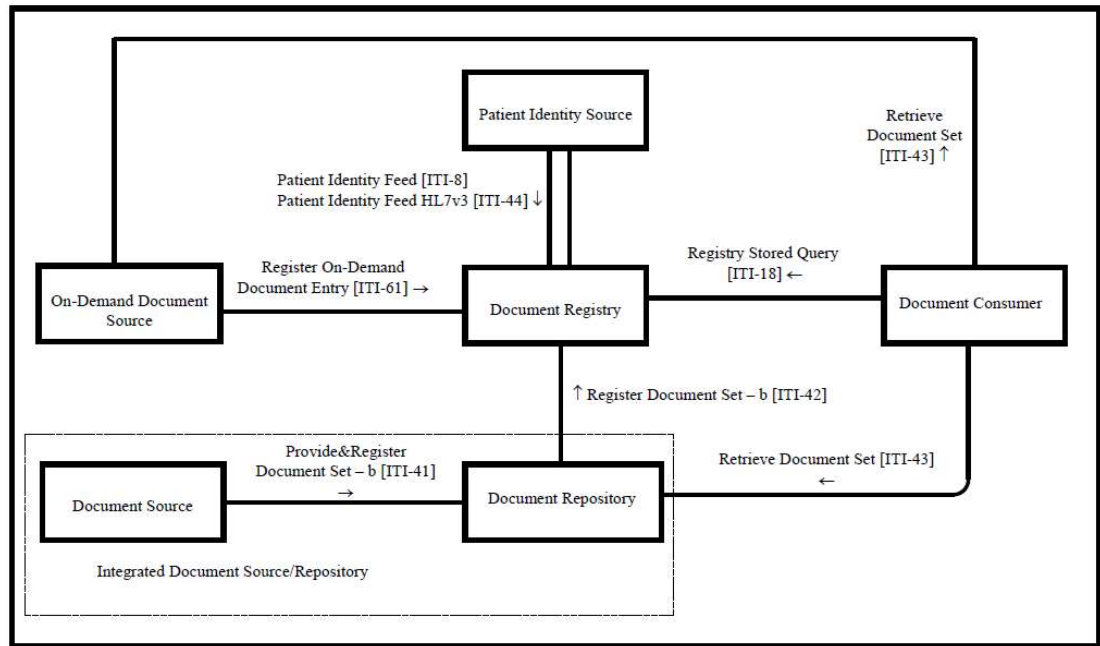 Patient Identity Source
Retrieve
Document Set
[ITI-43] ↑
Patient Identity Feed [ITI-8]
Patient Identity Feed HL7v3 [ITI-44] ↓
Register On-Demand
Document Entry [ITI-61] →
Registry Stored Query
[ITI-18] ←
On-Demand Document
Source
Document Registry
Document Consumer
↑ Register Document Set – b [ITI-42]
Provide&Register
Document Set – b [ITI-41]
→
Retrieve Document Set [ITI-43]
←
Document Source
Document Repository
Integrated Document Source/Repository